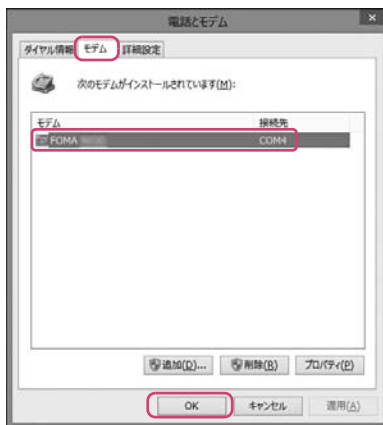 電話とモデム
ダイヤル情報 モデム 詳細設定
次のモデムがインストールされています(M):
モデム 接続先
FOMA COM4
追加(D)... 削除(R) プロパティ(P)
OK キャンセル 適用(A)